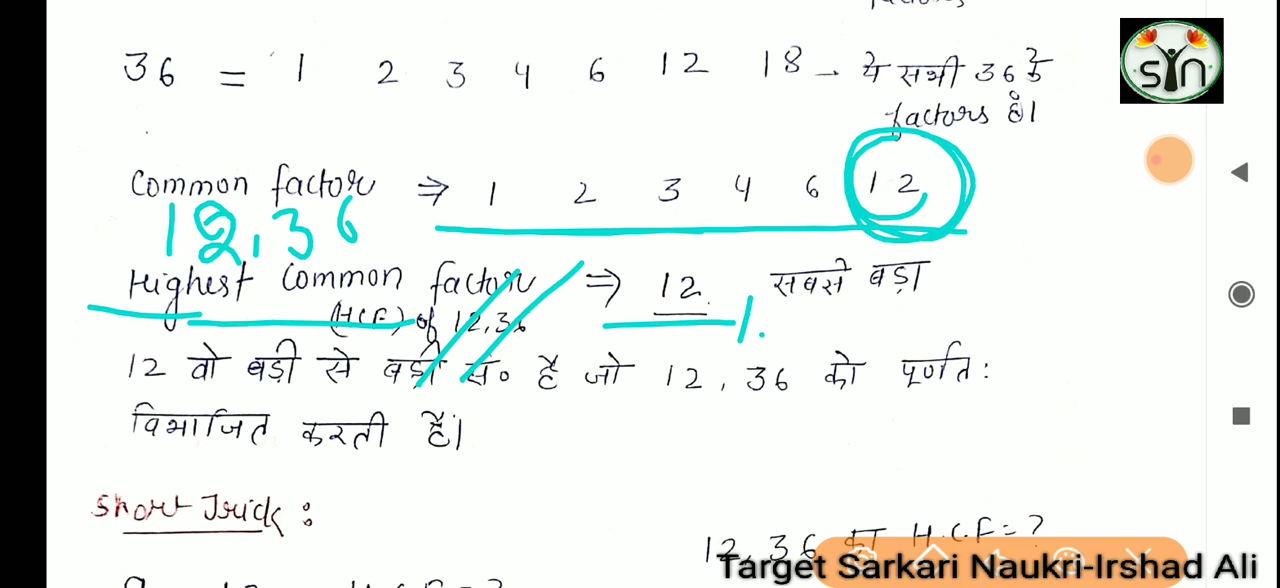 factors
36 = 1 2 3 4 6 12 18 - ये सभी 36 के
factors हैं।
SYN
Common factor ⇒ 1 2 3 4 6 12
12, 36
Highest Common factor ⇒ 12 सबसे बड़ा
(H.C.F) of 12, 36
12 वो बड़ी से बड़ी सं० है जो 12, 36 को पूर्णतः
विभाजित करती है।
Short Trick :
12, 36 का H.C.F = ?
Target Sarkari Naukri-Irshad Ali